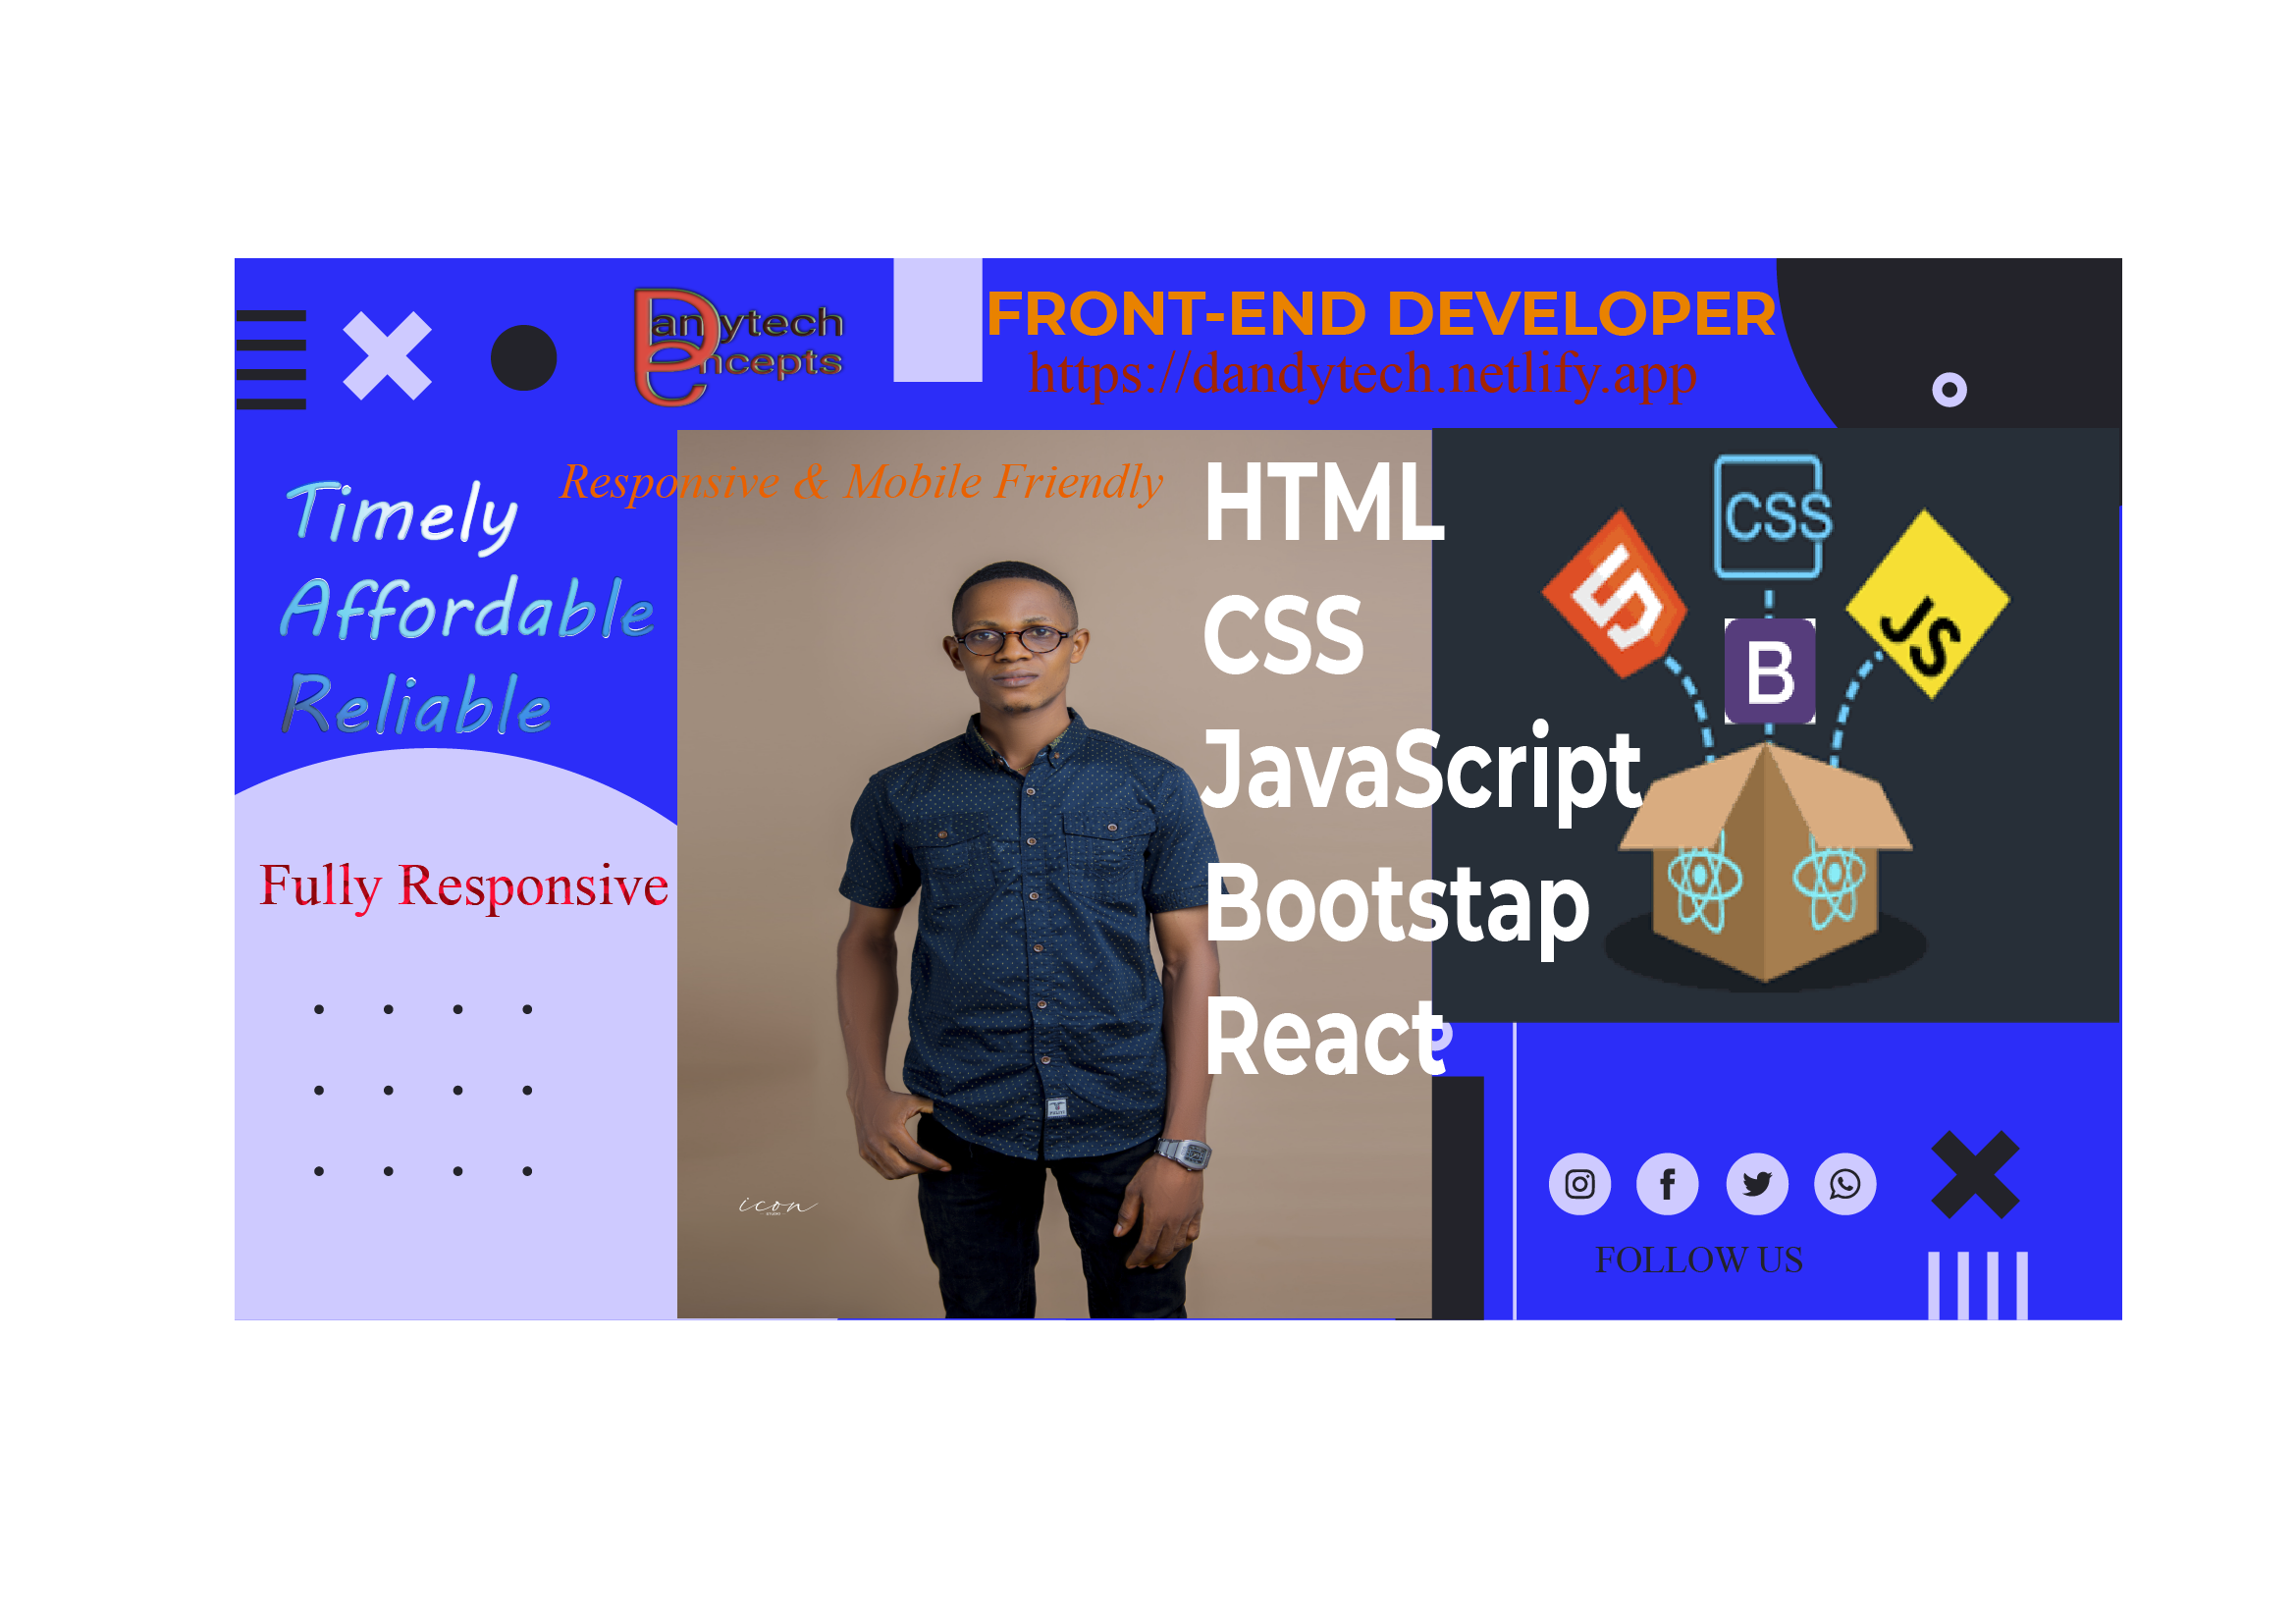 Dandytech
Concepts
FRONT-END DEVELOPER
https://dandytech.netlify.app
Responsive & Mobile Friendly
Timely
Affordable
Reliable
Fully Responsive
HTML
CSS
JavaScript
Bootstap
React
CSS
5
B
JS
icon
FOLLOW US